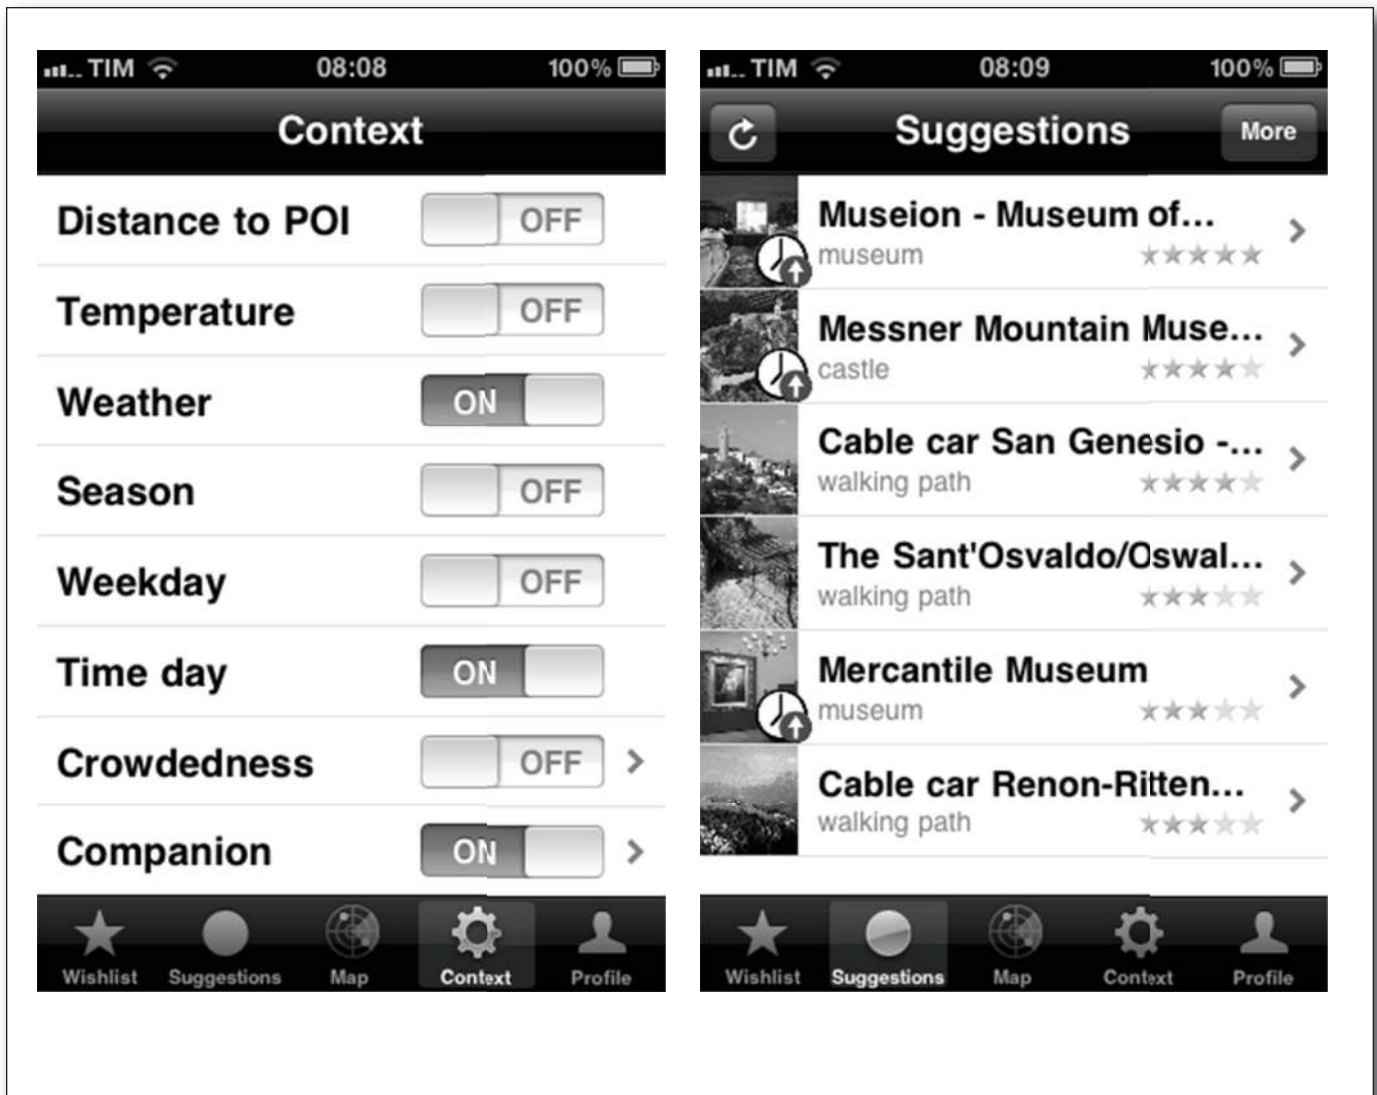 TIM 08:08 100%
Context
Distance to POI OFF
Temperature OFF
Weather ON
Season OFF
Weekday OFF
Time day ON
Crowdedness OFF
Companion ON
Wishlist Suggestions Map Context Profile
TIM 08:09 100%
Suggestions More
Museion - Museum of...
museum
Messner Mountain Muse...
castle
Cable car San Genesio -...
walking path
The Sant'Osvaldo/Oswal...
walking path
Mercantile Museum
museum
Cable car Renon-Ritten...
walking path
Wishlist Suggestions Map Context Profile